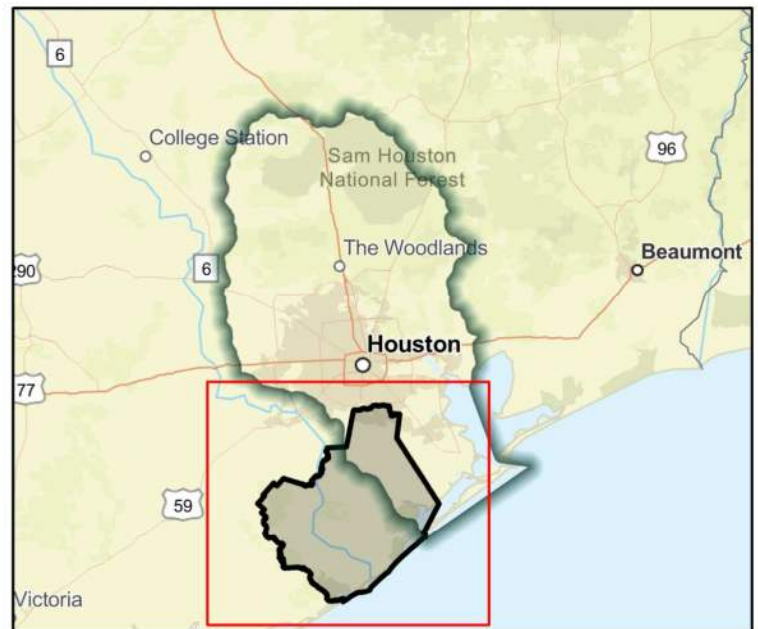 6
College Station
Sam Houston
National Forest
96
The Woodlands
290
6
Beaumont
Houston
77
59
Victoria